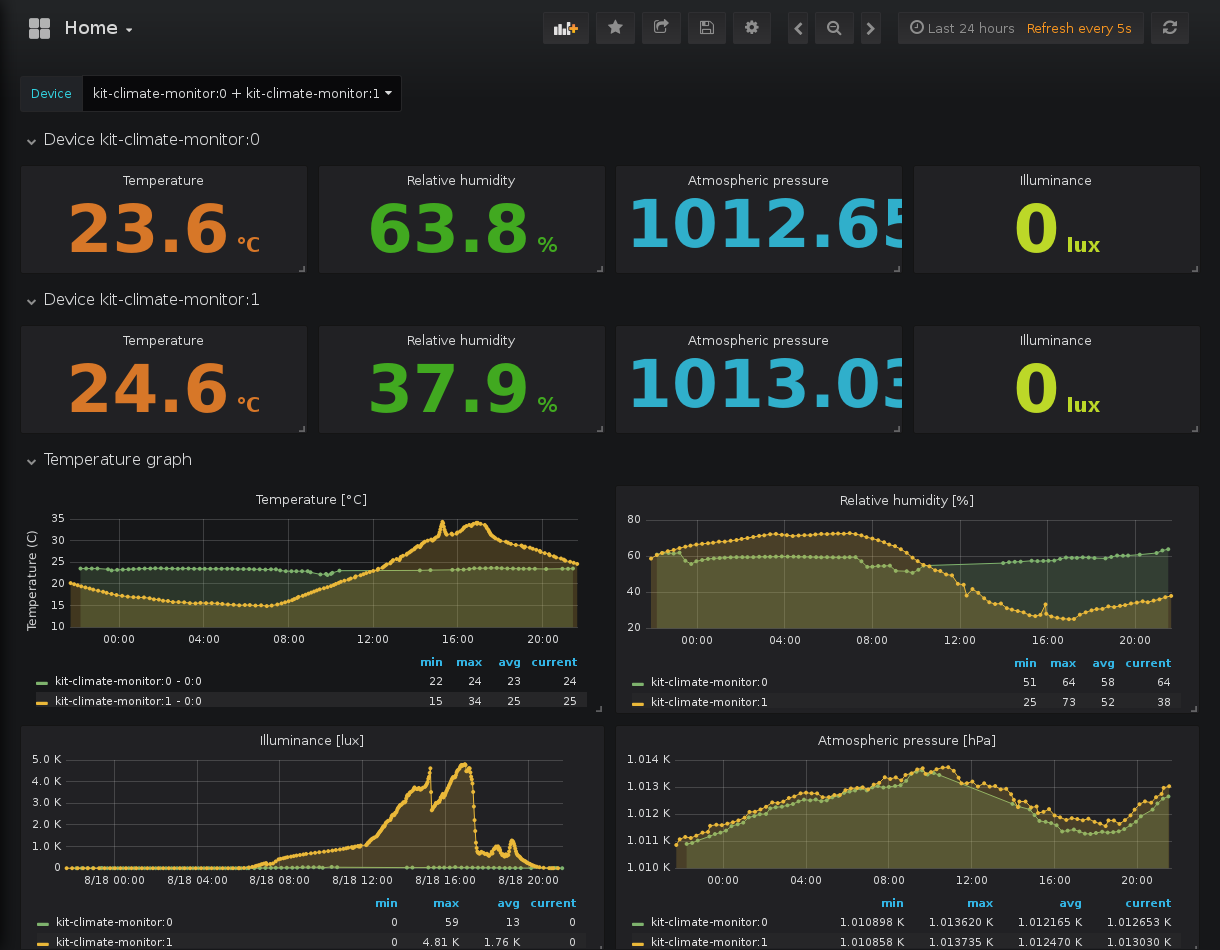 Home
Last 24 hours Refresh every 5s
Device kit-climate-monitor:0 + kit-climate-monitor:1
Device kit-climate-monitor:0
Temperature Relative humidity Atmospheric pressure Illuminance
23.6 °C 63.8 % 1012.65 0 lux
Device kit-climate-monitor:1
Temperature Relative humidity Atmospheric pressure Illuminance
24.6 °C 37.9 % 1013.03 0 lux
Temperature graph
Temperature [°C]
Temperature (C)
35
30
25
20
15
10
00:00 04:00 08:00 12:00 16:00 20:00
min max avg current
kit-climate-monitor:0 - 0:0 22 24 23 24
kit-climate-monitor:1 - 0:0 15 34 25 25
Relative humidity [%]
80
60
40
20
00:00 04:00 08:00 12:00 16:00 20:00
min max avg current
kit-climate-monitor:0 51 64 58 64
kit-climate-monitor:1 25 73 52 38
Illuminance [lux]
5.0 K
4.0 K
3.0 K
2.0 K
1.0 K
0
8/18 00:00 8/18 04:00 8/18 08:00 8/18 12:00 8/18 16:00 8/18 20:00
min max avg current
kit-climate-monitor:0 0 59 13 0
kit-climate-monitor:1 0 4.81 K 1.76 K 0
Atmospheric pressure [hPa]
1.014 K
1.013 K
1.012 K
1.011 K
1.010 K
00:00 04:00 08:00 12:00 16:00 20:00
min max avg current
kit-climate-monitor:0 1.010898 K 1.013620 K 1.012165 K 1.012653 K
kit-climate-monitor:1 1.010858 K 1.013735 K 1.012470 K 1.013030 K